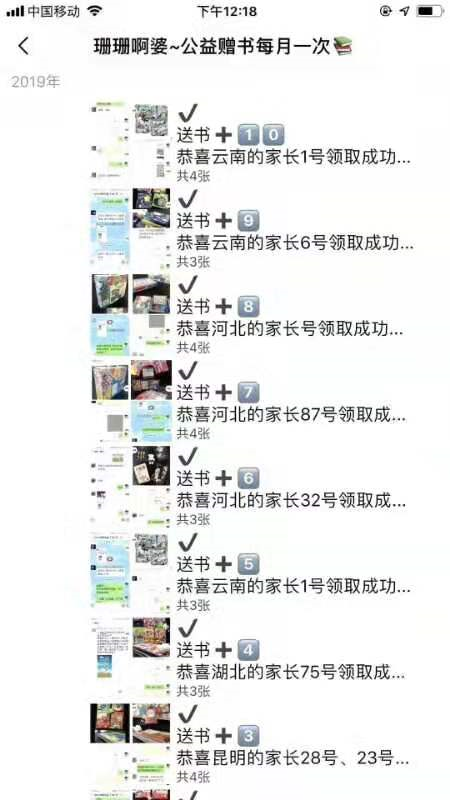 中国移动
下午12:18
珊珊啊婆~公益赠书每月一次📚
2019年
✔
送书➕1️⃣0️⃣
恭喜云南的家长1号领取成功...
共4张
✔
送书➕9️⃣
恭喜云南的家长6号领取成功...
共3张
✔
送书➕8️⃣
恭喜河北的家长号领取成功...
共4张
✔
送书➕7️⃣
恭喜河北的家长87号领取成...
共4张
✔
送书➕6️⃣
恭喜河北的家长32号领取成...
共3张
✔
送书➕5️⃣
恭喜云南的家长1号领取成功...
共3张
✔
送书➕4️⃣
恭喜湖北的家长75号领取成...
共3张
✔
送书➕3️⃣
恭喜昆明的家长28号、23号...
共4张
✔